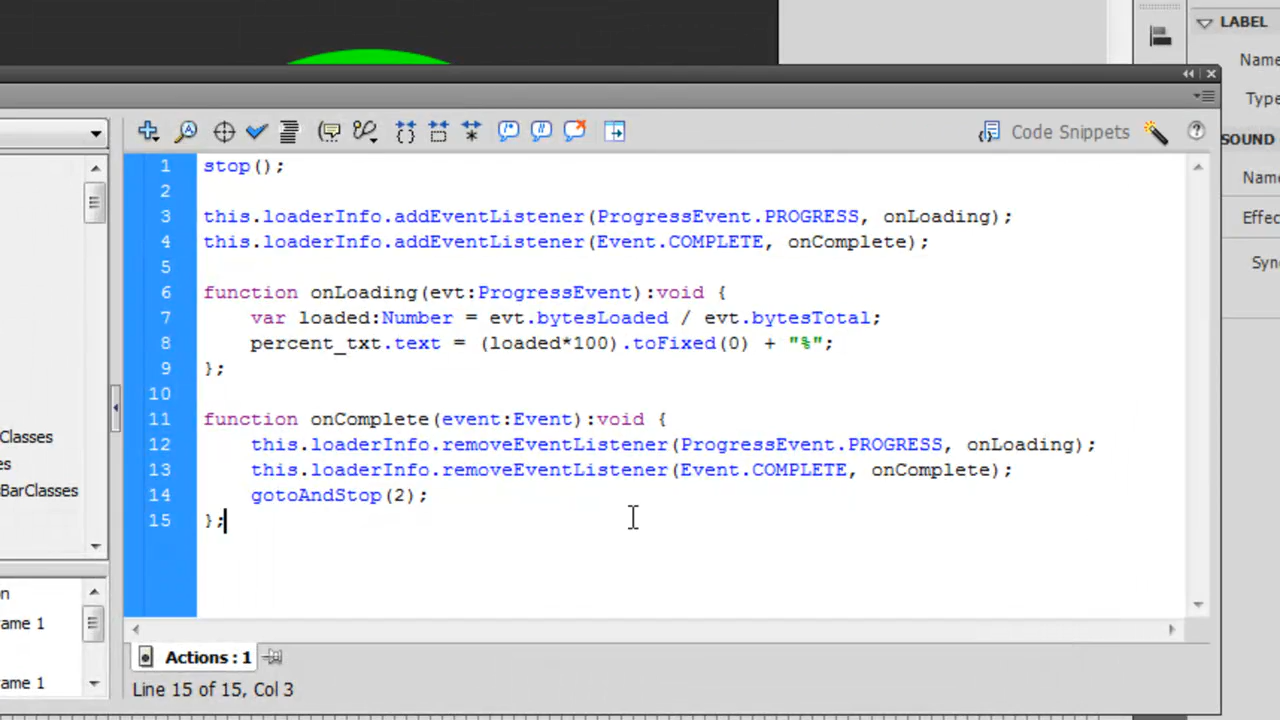 LABEL
Name
Type
SOUND
Name
Effec
Sync
Code Snippets
1 stop();
2
3 this.loaderInfo.addEventListener(ProgressEvent.PROGRESS, onLoading);
4 this.loaderInfo.addEventListener(Event.COMPLETE, onComplete);
5
6 function onLoading(evt:ProgressEvent):void {
7 var loaded:Number = evt.bytesLoaded / evt.bytesTotal;
8 percent_txt.text = (loaded*100).toFixed(0) + "%";
9 };
10
11 function onComplete(event:Event):void {
12 this.loaderInfo.removeEventListener(ProgressEvent.PROGRESS, onLoading);
13 this.loaderInfo.removeEventListener(Event.COMPLETE, onComplete);
14 gotoAndStop(2);
15 };
Classes
es
BarClasses
on
ame 1
ame 1
Actions : 1
Line 15 of 15, Col 3